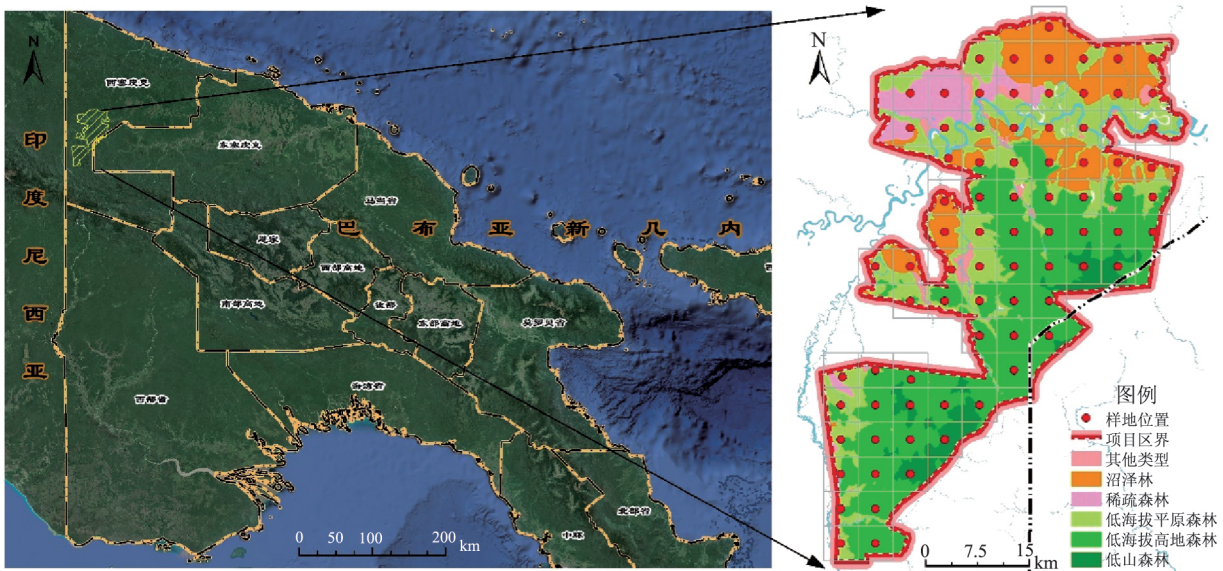 N
西塞皮克
东塞皮克
马当省
印度尼西亚
巴布亚新几内
恩家
西部高地
南部高地
东部高地
莫罗贝省
西部省
海湾省
北部省
中央
0 50 100 200 km
N
图例
样地位置
项目区界
其他类型
沼泽林
稀疏森林
低海拔平原森林
低海拔高地森林
低山森林
0 7.5 15 km